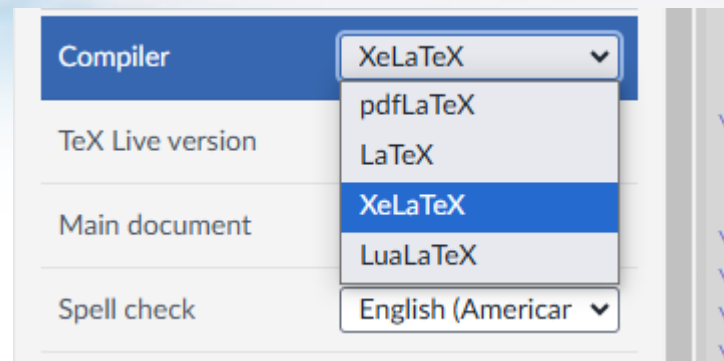 Compiler XeLaTeX
pdfLaTeX
TeX Live version
LaTeX
XeLaTeX
Main document
LuaLaTeX
Spell check English (Americar